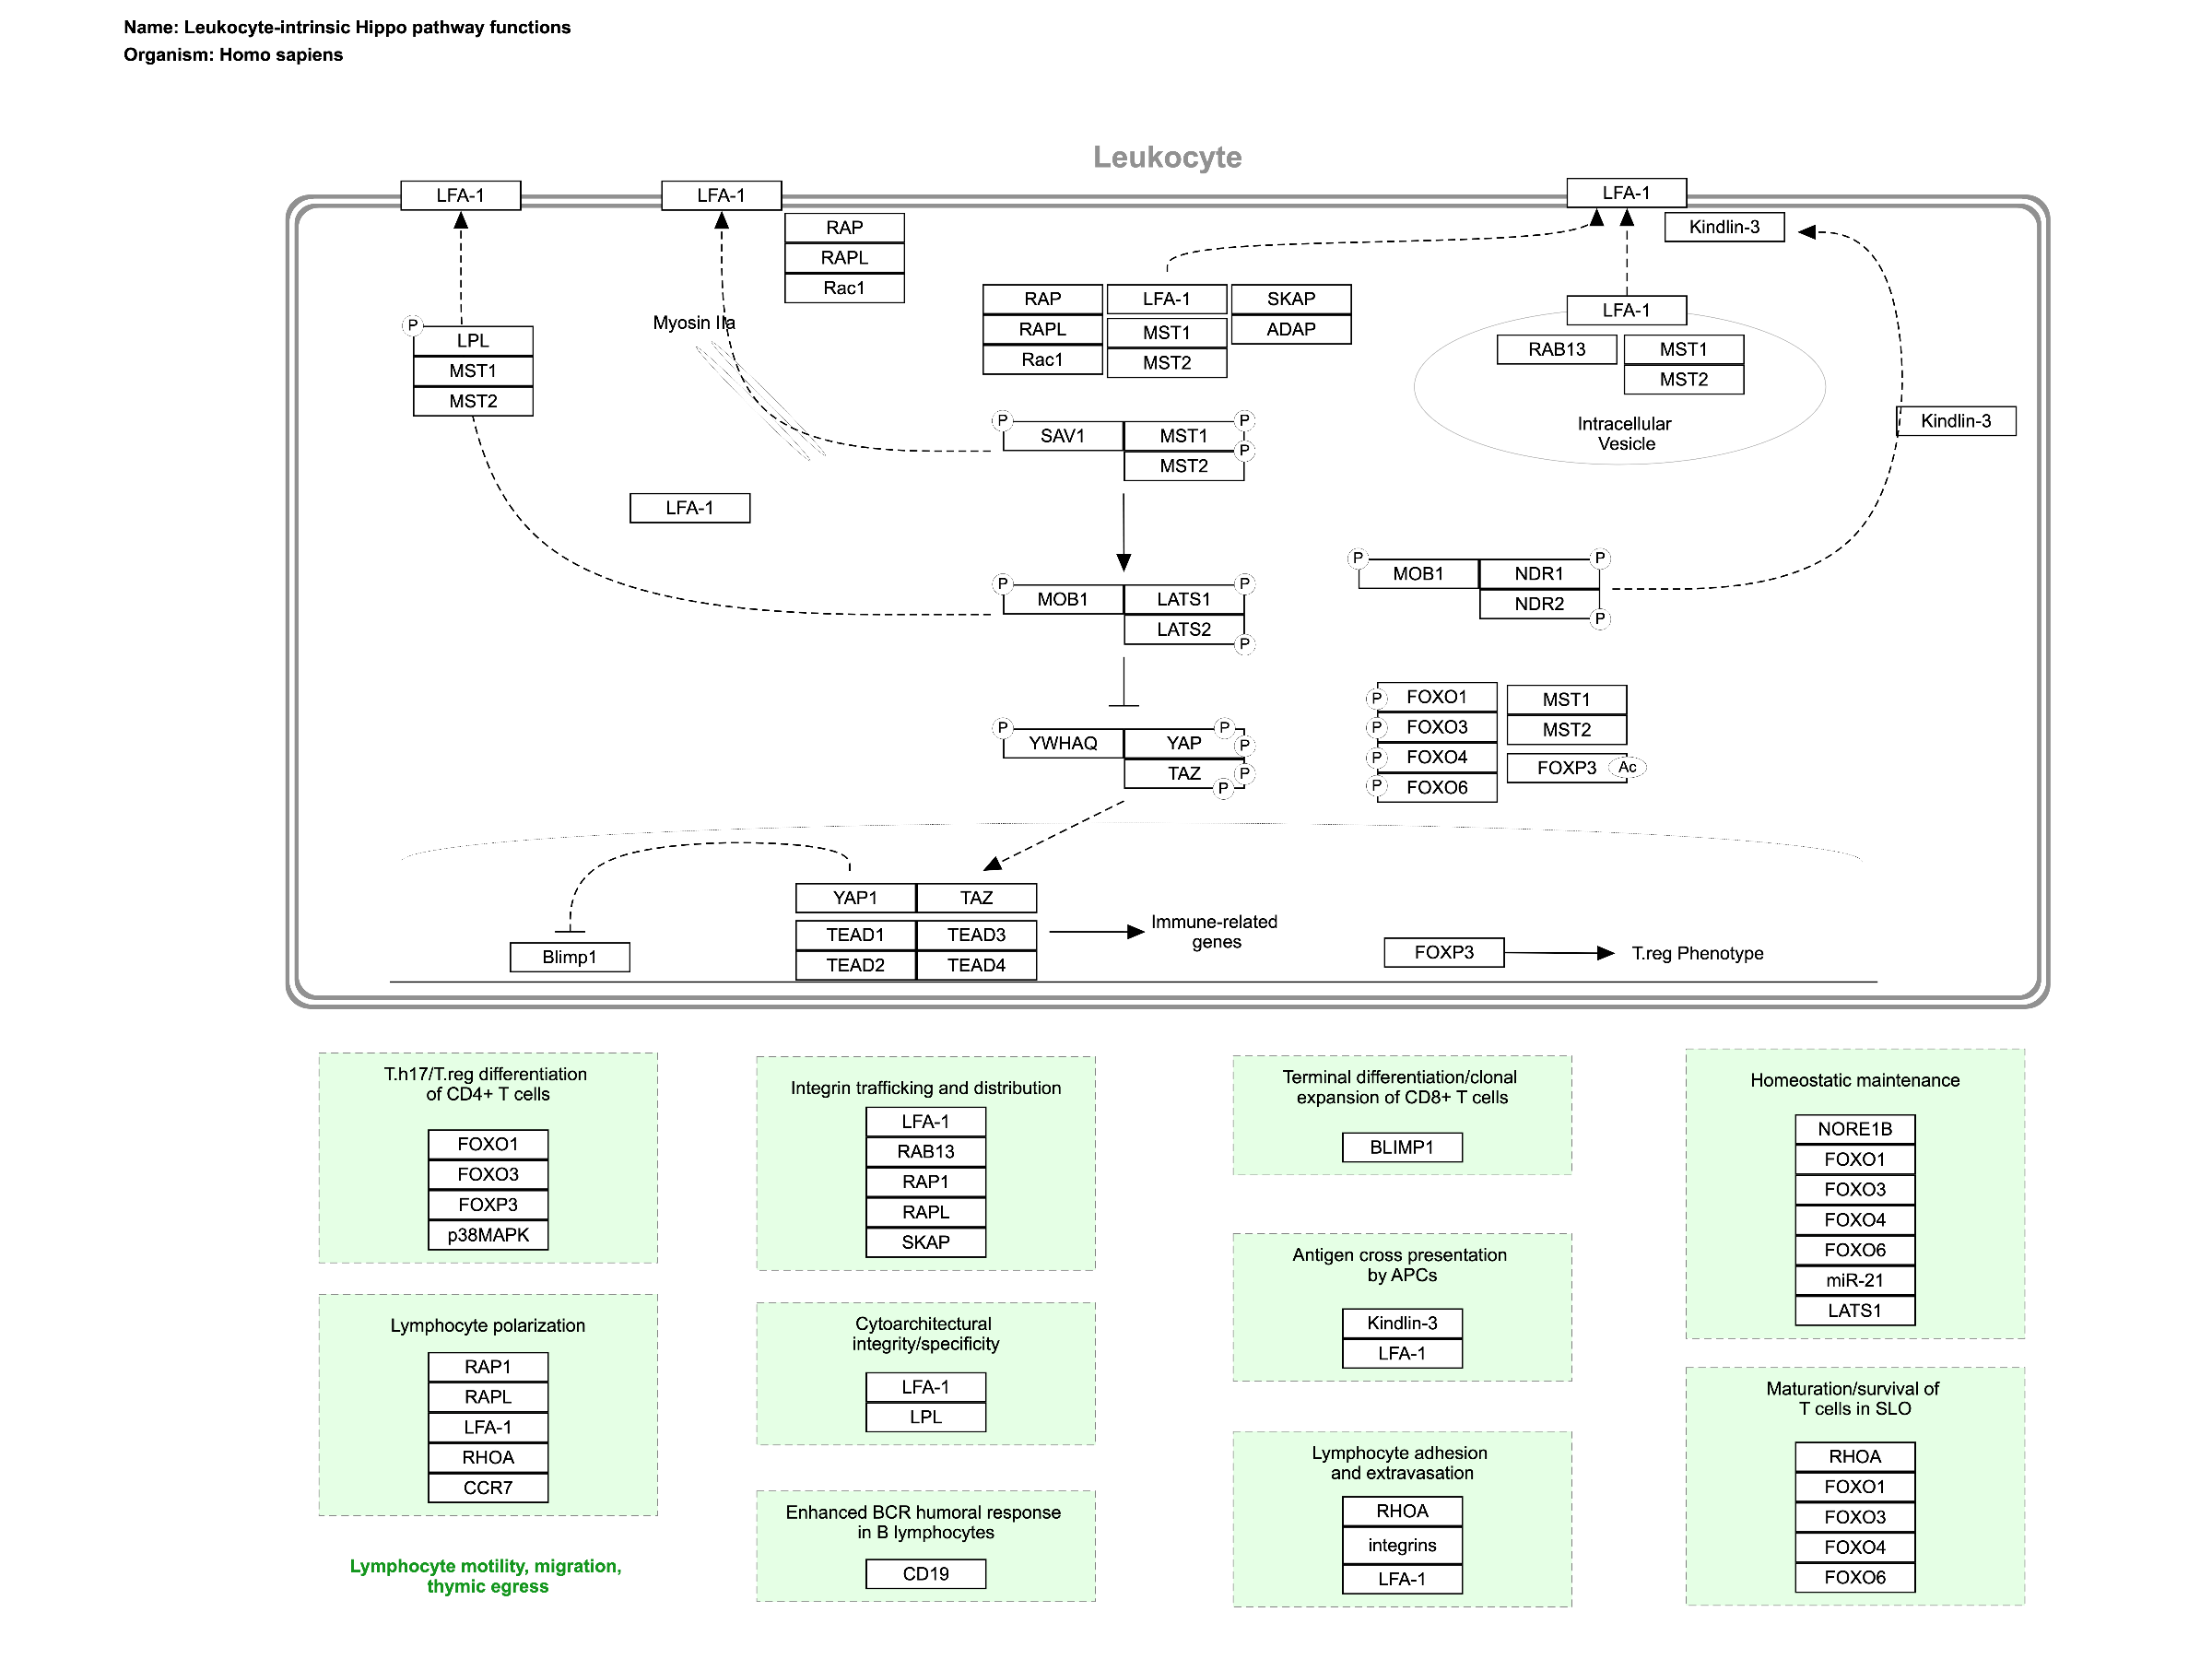 Name: Leukocyte-intrinsic Hippo pathway functions
Organism: Homo sapiens
Leukocyte
LFA-1
LFA-1
LFA-1
RAP
RAPL
Rac1
Kindlin-3
Myosin IIa
P
LPL
MST1
MST2
RAP
RAPL
Rac1
LFA-1
MST1
MST2
SKAP
ADAP
LFA-1
RAB13
MST1
MST2
Intracellular
Vesicle
Kindlin-3
P
SAV1
MST1
P
P
MST2
LFA-1
P
MOB1
LATS1
P
LATS2
P
P
MOB1
NDR1
P
NDR2
P
P
YWHAQ
YAP
P
P
TAZ
P
P
P
FOXO1
P
FOXO3
P
FOXO4
P
FOXO6
MST1
MST2
FOXP3
Ac
YAP1
TAZ
TEAD1
TEAD3
TEAD2
TEAD4
Immune-related
genes
Blimp1
FOXP3
T.reg Phenotype
T.h17/T.reg differentiation
of CD4+ T cells
FOXO1
FOXO3
FOXP3
p38MAPK
Lymphocyte polarization
RAP1
RAPL
LFA-1
RHOA
CCR7
Lymphocyte motility, migration,
thymic egress
Integrin trafficking and distribution
LFA-1
RAB13
RAP1
RAPL
SKAP
Cytoarchitectural
integrity/specificity
LFA-1
LPL
Enhanced BCR humoral response
in B lymphocytes
CD19
Terminal differentiation/clonal
expansion of CD8+ T cells
BLIMP1
Antigen cross presentation
by APCs
Kindlin-3
LFA-1
Lymphocyte adhesion
and extravasation
RHOA
integrins
LFA-1
Homeostatic maintenance
NORE1B
FOXO1
FOXO3
FOXO4
FOXO6
miR-21
LATS1
Maturation/survival of
T cells in SLO
RHOA
FOXO1
FOXO3
FOXO4
FOXO6